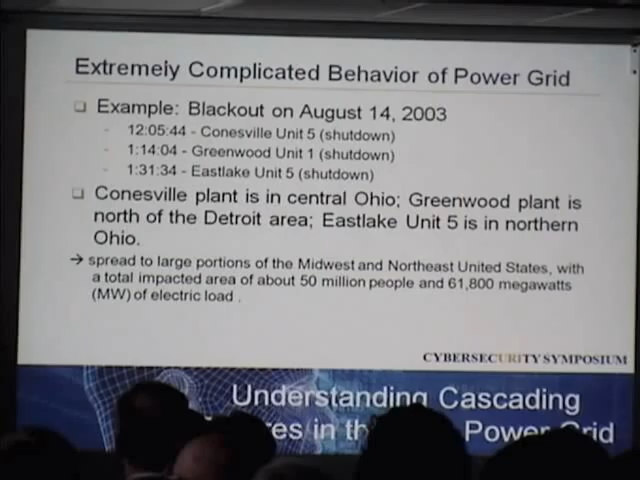 Extremely Complicated Behavior of Power Grid
Example: Blackout on August 14, 2003
- 12:05:44 - Conesville Unit 5 (shutdown)
- 1:14:04 - Greenwood Unit 1 (shutdown)
- 1:31:34 - Eastlake Unit 5 (shutdown)
Conesville plant is in central Ohio; Greenwood plant is
north of the Detroit area; Eastlake Unit 5 is in northern
Ohio.
→ spread to large portions of the Midwest and Northeast United States, with
a total impacted area of about 50 million people and 61,800 megawatts
(MW) of electric load .
CYBERSECURITY SYMPOSIUM
Understanding Cascading
res in th Power Grid